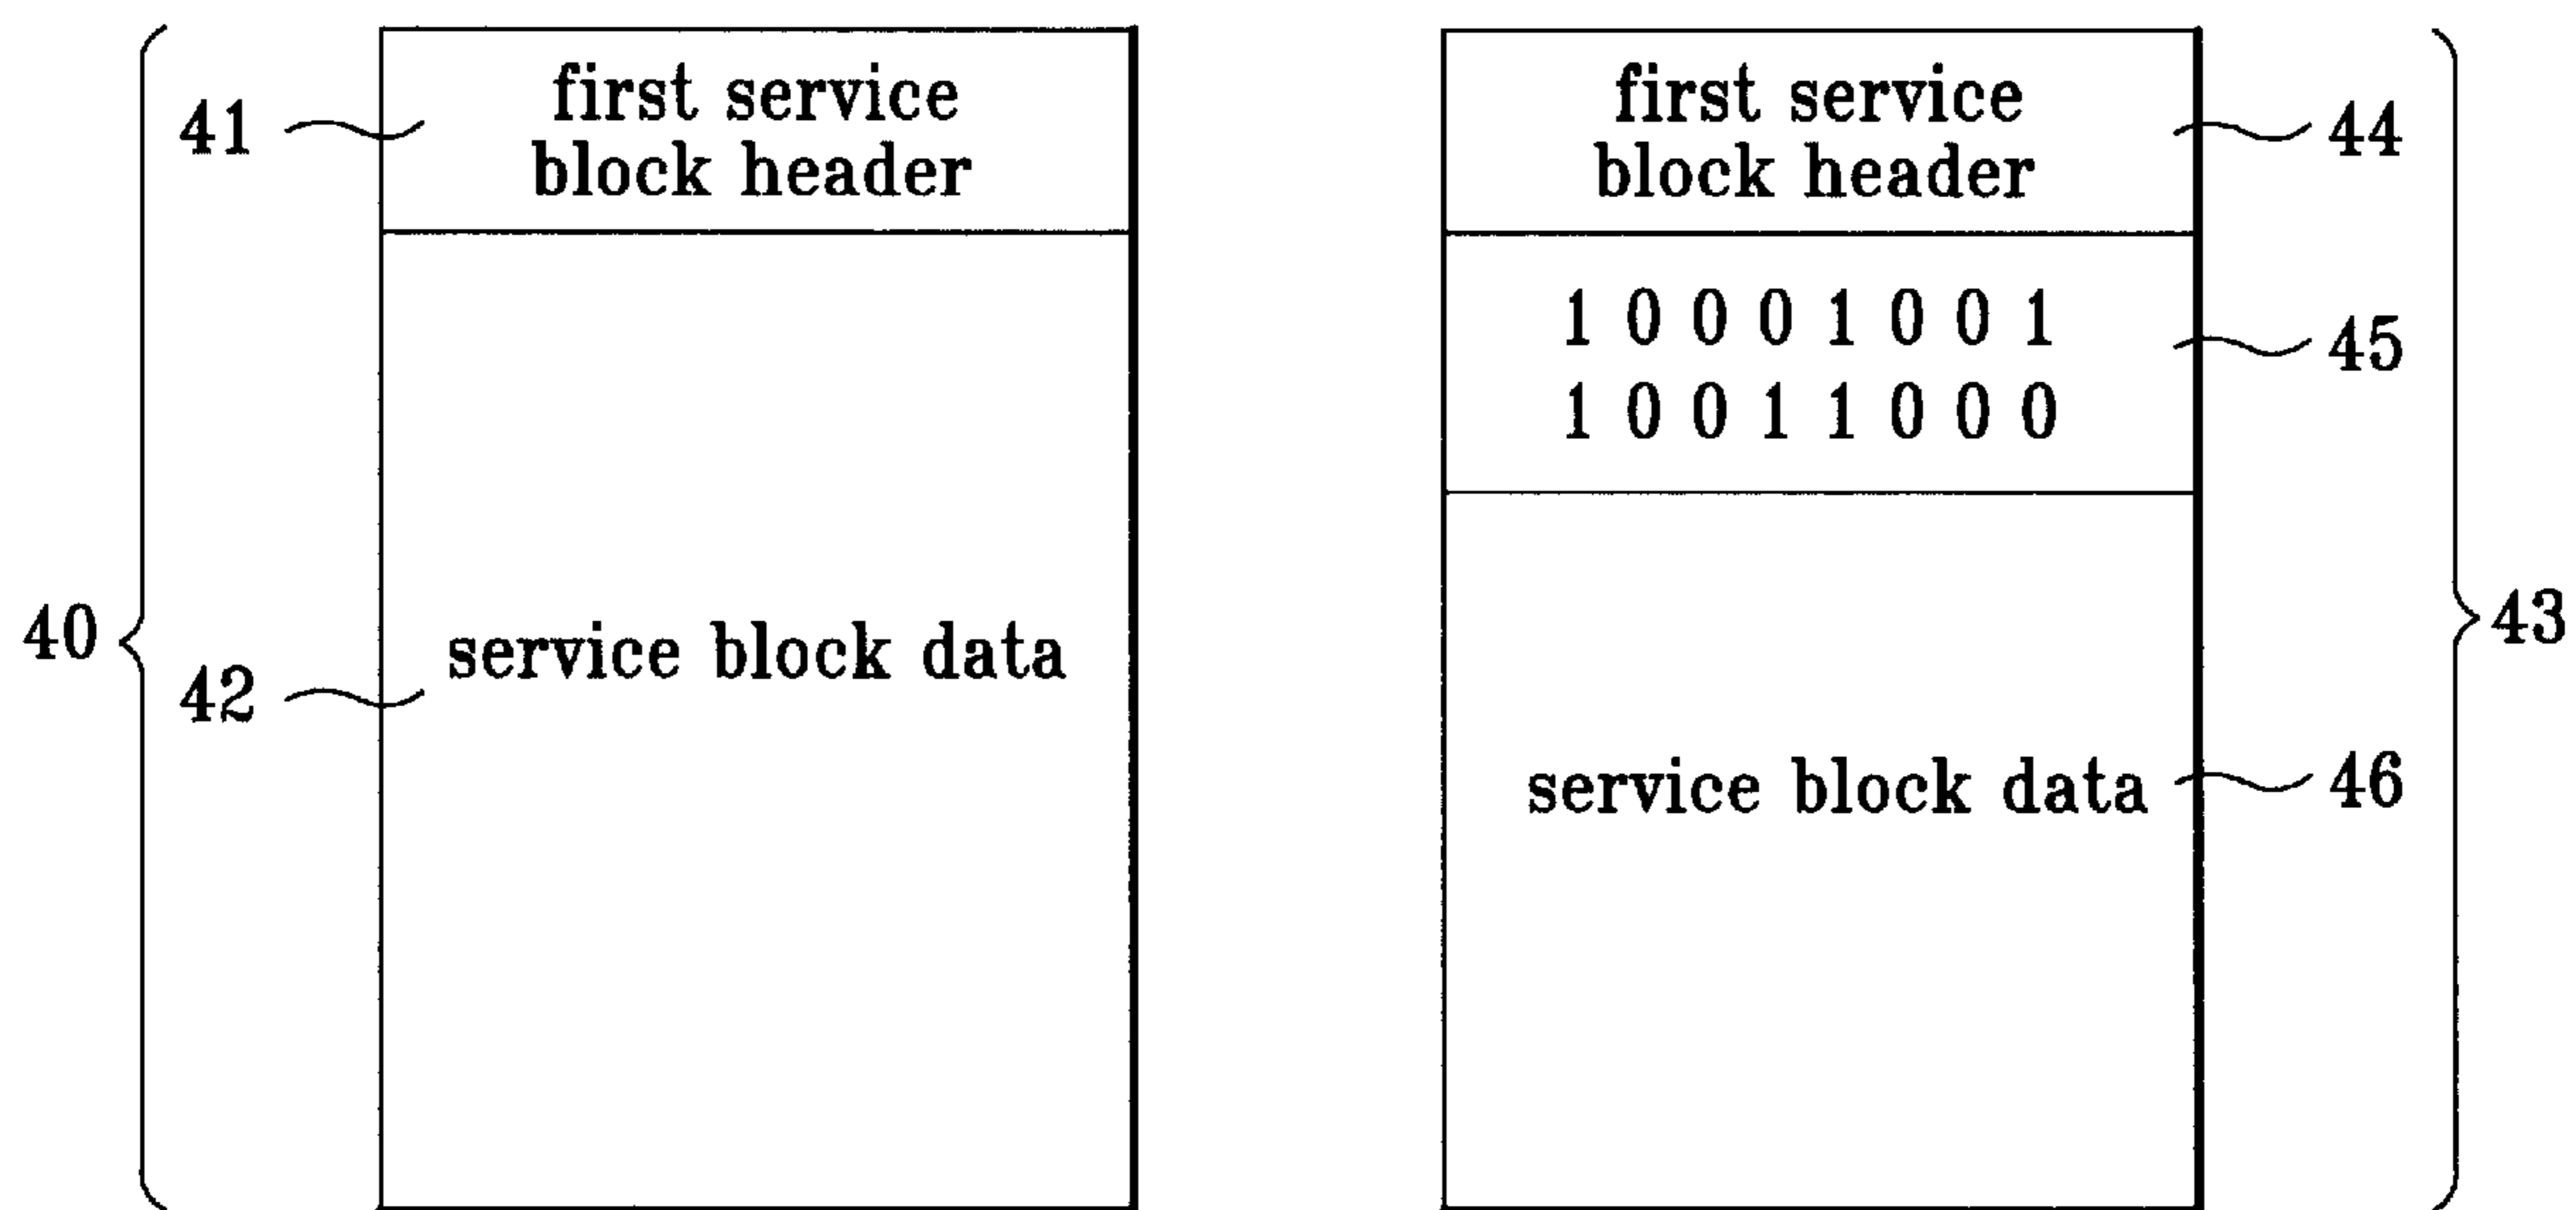 41
first service
block header
40
42
service block data
first service
block header
44
1 0 0 0 1 0 0 1
1 0 0 1 1 0 0 0
45
service block data
46
43